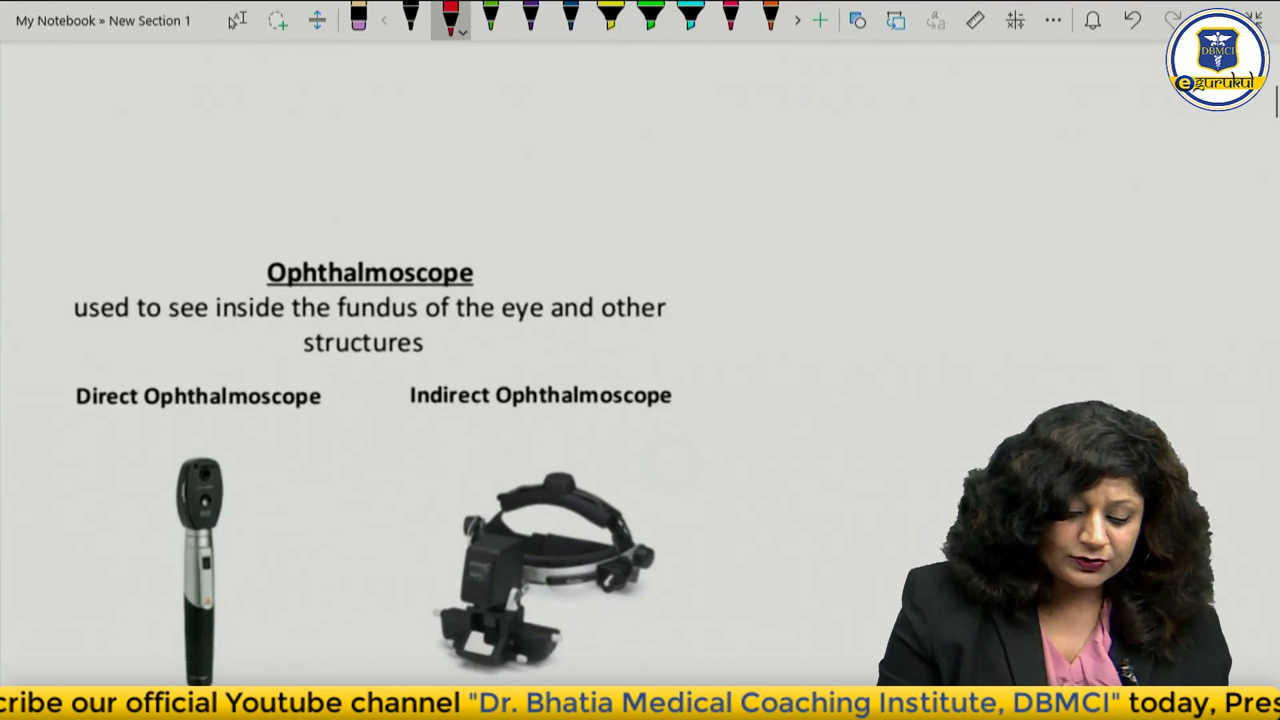 My Notebook » New Section 1
DBMCI
egurukul
Ophthalmoscope
used to see inside the fundus of the eye and other
structures
Direct Ophthalmoscope
Indirect Ophthalmoscope
cribe our official Youtube channel "Dr. Bhatia Medical Coaching Institute, DBMCI" today, Pres